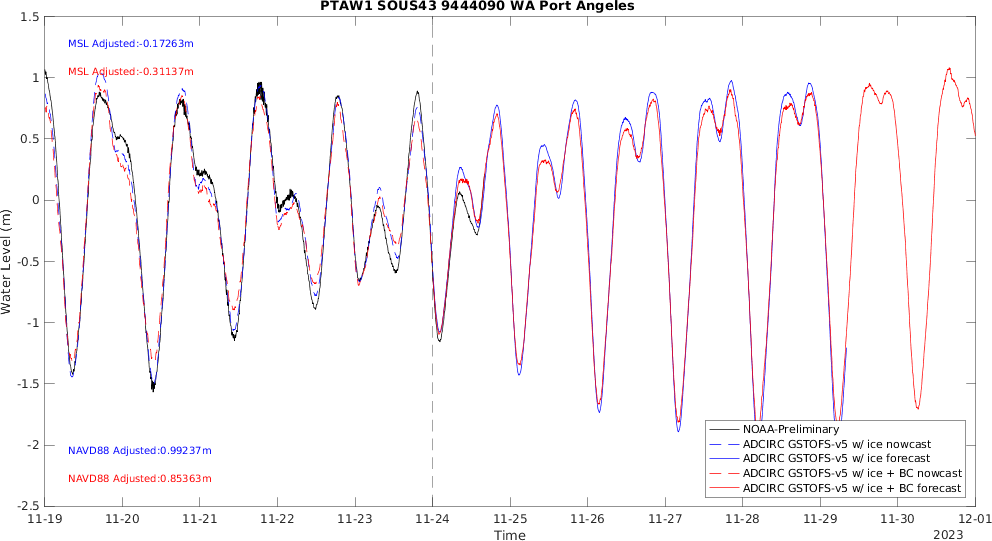 PTAW1 SOUS43 9444090 WA Port Angeles
1.5
MSL Adjusted:-0.17263m
MSL Adjusted:-0.31137m
1
0.5
0
-0.5
-1
-1.5
-2
-2.5
Water Level (m)
NAVD88 Adjusted:0.99237m
NAVD88 Adjusted:0.85363m
NOAA-Preliminary
ADCIRC GSTOFS-v5 w/ ice nowcast
ADCIRC GSTOFS-v5 w/ ice forecast
ADCIRC GSTOFS-v5 w/ ice + BC nowcast
ADCIRC GSTOFS-v5 w/ ice + BC forecast
11-19 11-20 11-21 11-22 11-23 11-24 11-25 11-26 11-27 11-28 11-29 11-30 12-01
Time
2023